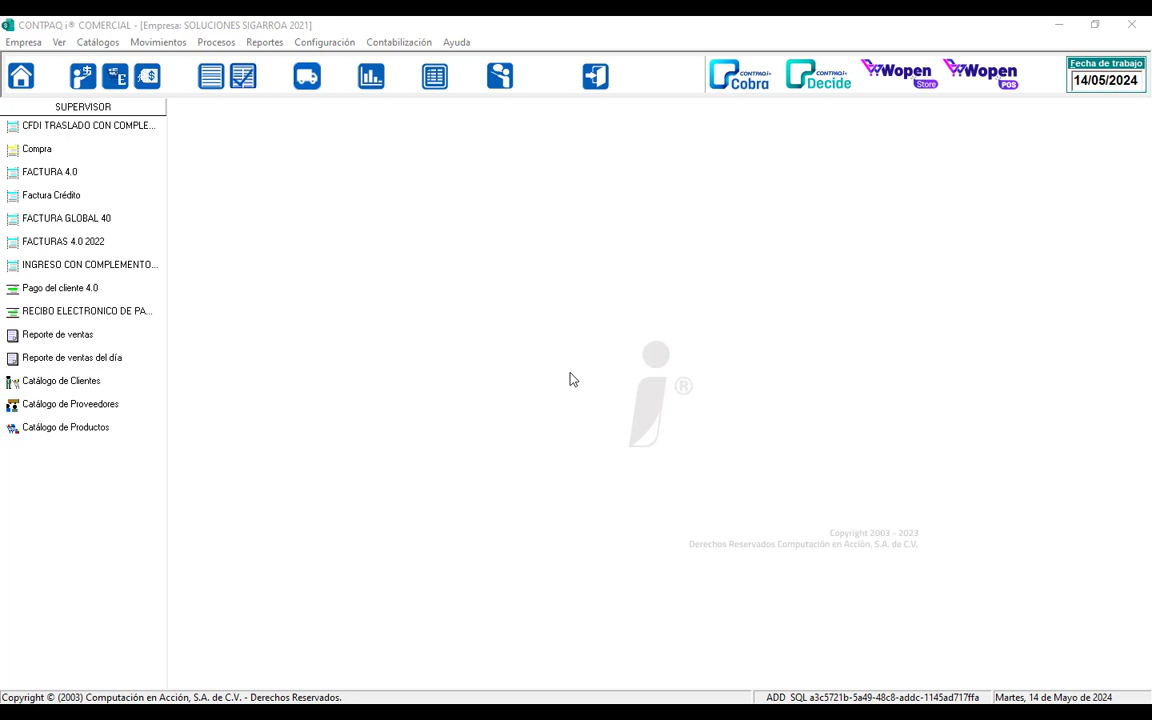 CONTPAQ i® COMERCIAL - [Empresa: SOLUCIONES SIGARROA 2021]
Empresa Ver Catálogos Movimientos Procesos Reportes Configuración Contabilización Ayuda
CONTPAQi® Cobra
CONTPAQi® Decide
Wopen Store
Wopen POS
Fecha de trabajo
14/05/2024
SUPERVISOR
CFDI TRASLADO CON COMPLE...
Compra
FACTURA 4.0
Factura Crédito
FACTURA GLOBAL 40
FACTURAS 4.0 2022
INGRESO CON COMPLEMENTO...
Pago del cliente 4.0
RECIBO ELECTRONICO DE PA...
Reporte de ventas
Reporte de ventas del día
Catálogo de Clientes
Catálogo de Proveedores
Catálogo de Productos
®
Copyright 2003 - 2023
Derechos Reservados Computación en Acción, S.A. de C.V.
Copyright © (2003) Computación en Acción, S.A. de C.V. - Derechos Reservados.
ADD_SQL a3c5721b-5a49-48c8-addc-1145ad717ffa
Martes, 14 de Mayo de 2024